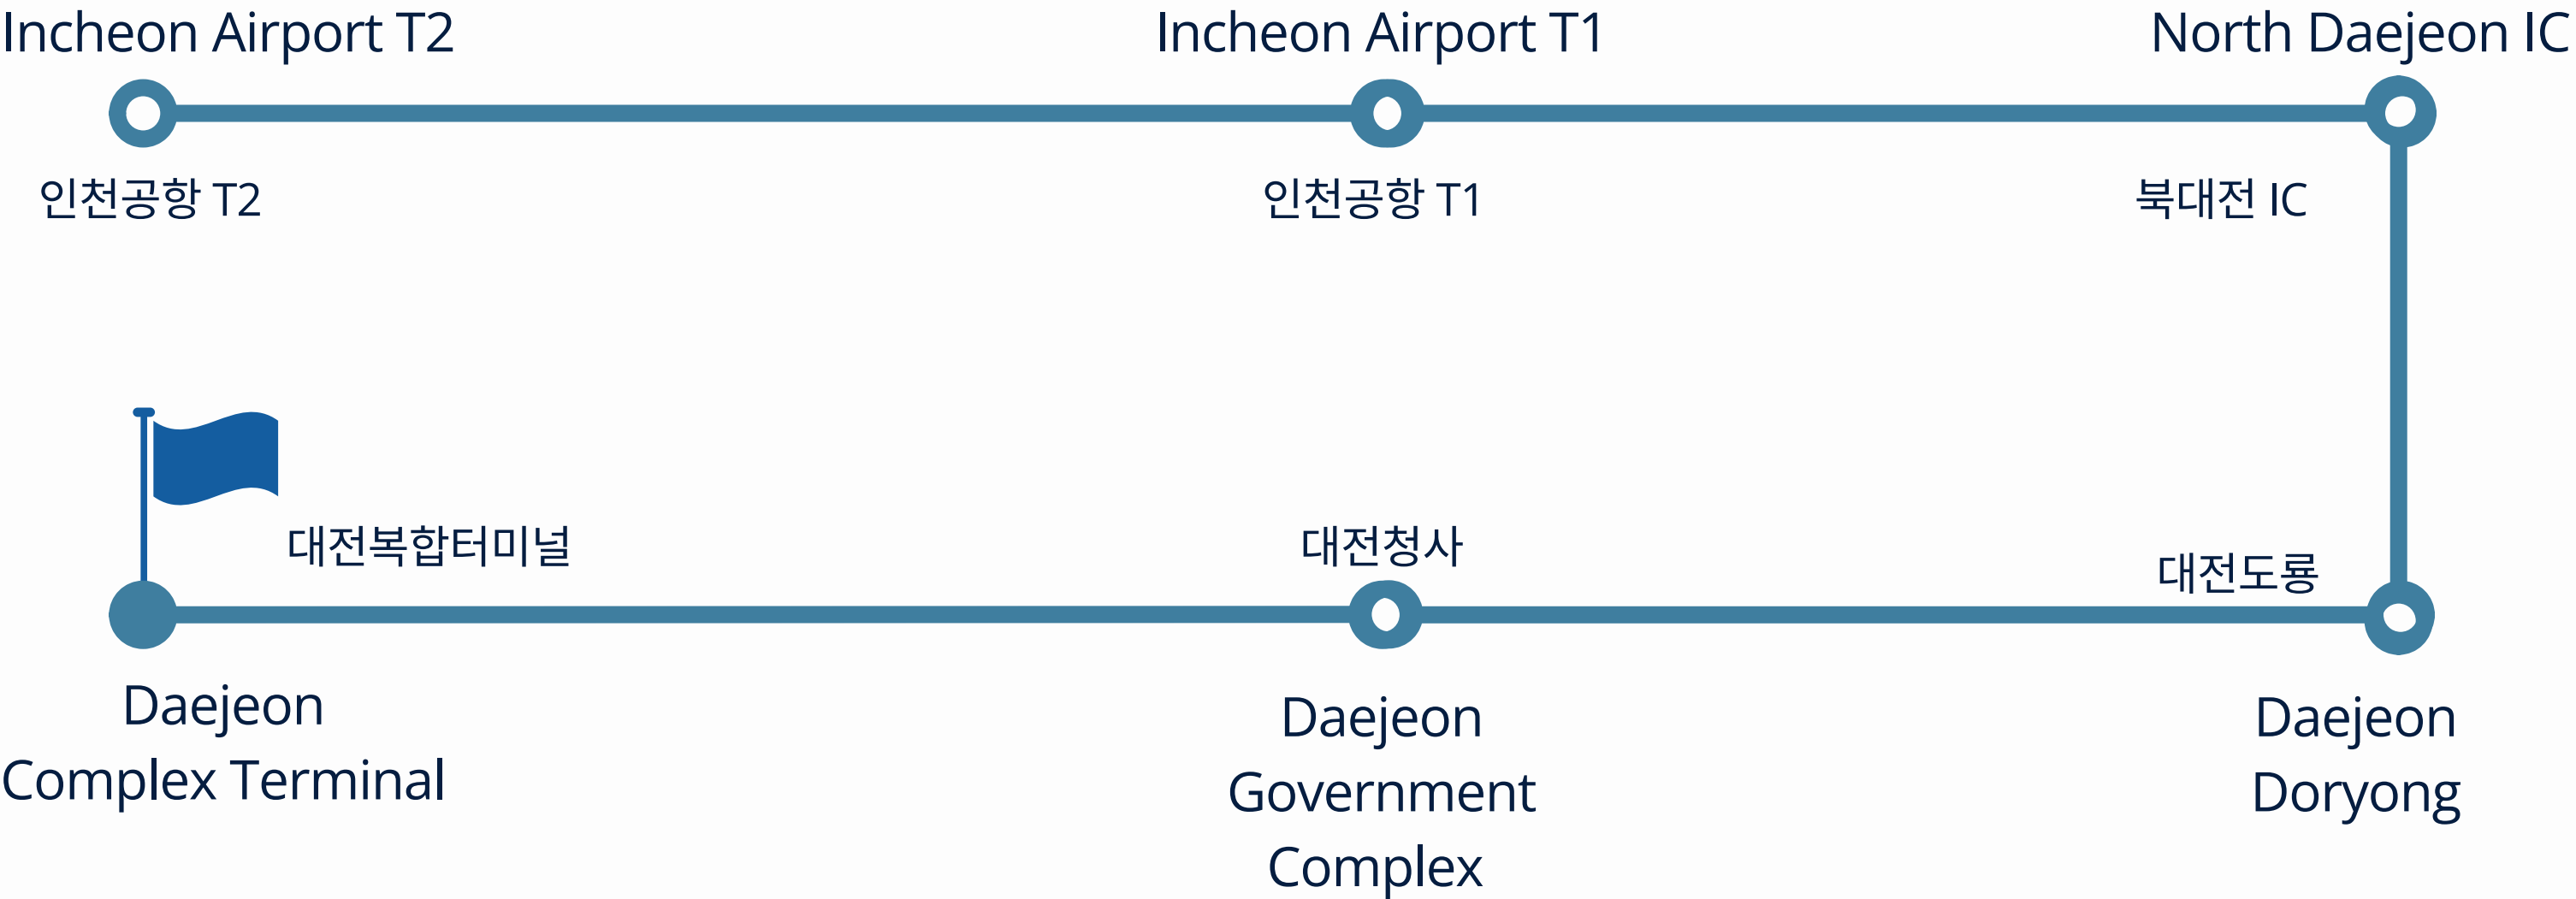 Incheon Airport T2
Incheon Airport T1
North Daejeon IC
인천공항 T2
인천공항 T1
북대전 IC
대전복합터미널
대전청사
대전도룡
Daejeon
Complex Terminal
Daejeon
Government
Complex
Daejeon
Doryong